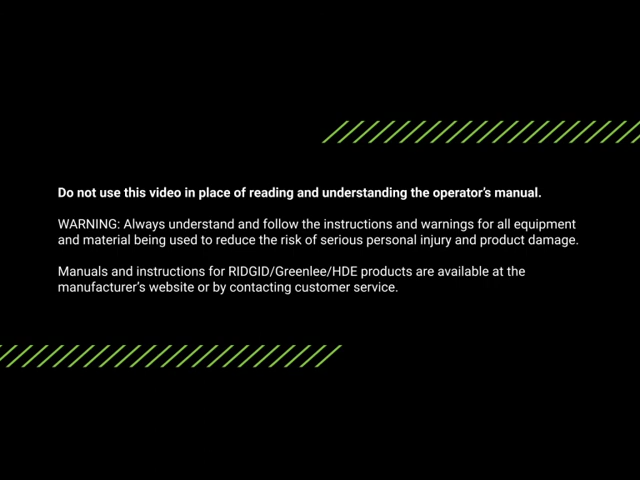 Do not use this video in place of reading and understanding the operator’s manual.
WARNING: Always understand and follow the instructions and warnings for all equipment
and material being used to reduce the risk of serious personal injury and product damage.
Manuals and instructions for RIDGID/Greenlee/HDE products are available at the
manufacturer’s website or by contacting customer service.